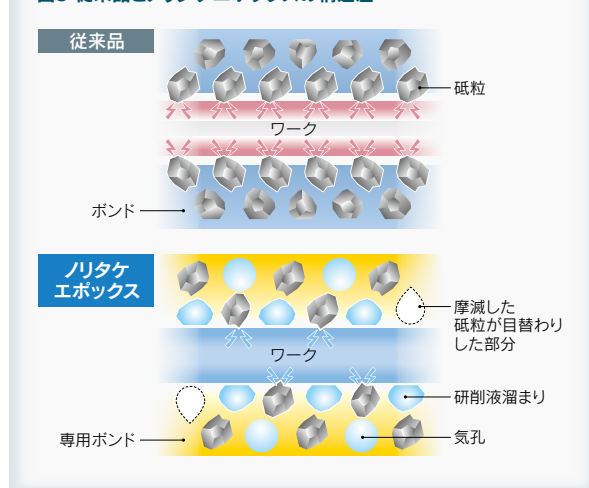 従来品
砥粒
ワーク
ボンド
ノリタケ
エポックス
摩滅した
砥粒が目替わり
した部分
ワーク
研削液溜まり
専用ボンド
気孔